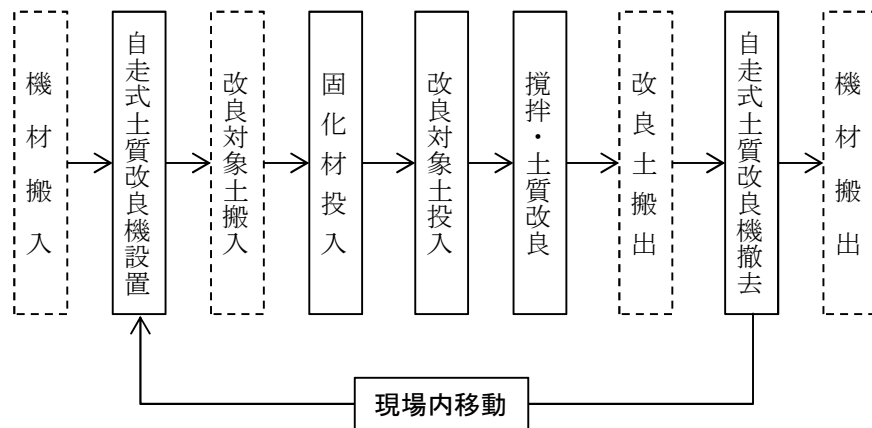 機材搬入
自走式土質改良機設置
改良対象土搬入
固化材投入
改良対象土投入
撹拌・土質改良
改良土搬出
自走式土質改良機撤去
機材搬出
現場内移動